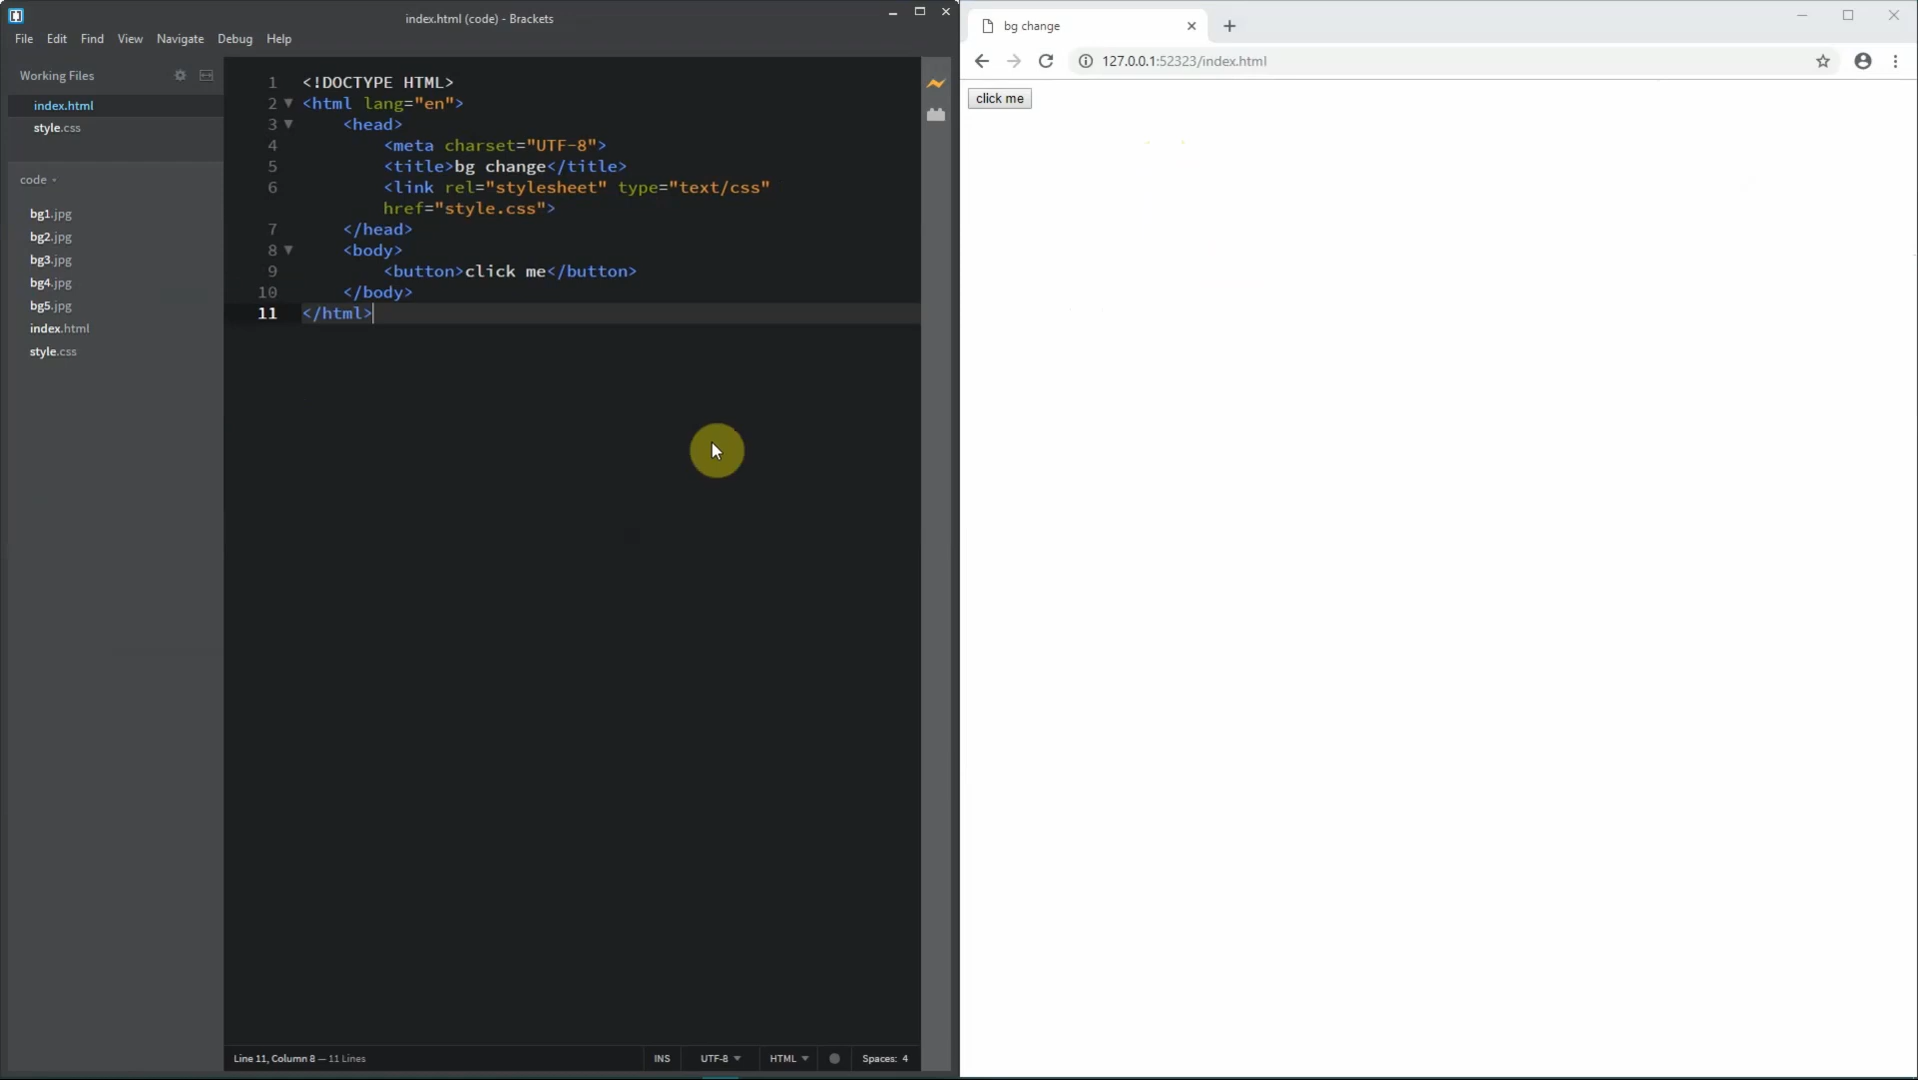 index.html (code) - Brackets
File Edit Find View Navigate Debug Help
Working Files
index.html
style.css
code
bg1.jpg
bg2.jpg
bg3.jpg
bg4.jpg
bg5.jpg
index.html
style.css
1 <!DOCTYPE HTML>
2 <html lang="en">
3 <head>
4 <meta charset="UTF-8">
5 <title>bg change</title>
6 <link rel="stylesheet" type="text/css"
href="style.css">
7 </head>
8 <body>
9 <button>click me</button>
10 </body>
11 </html>
Line 11, Column 8 — 11 Lines
INS UTF-8 HTML Spaces: 4
bg change
127.0.0.1:52323/index.html
click me